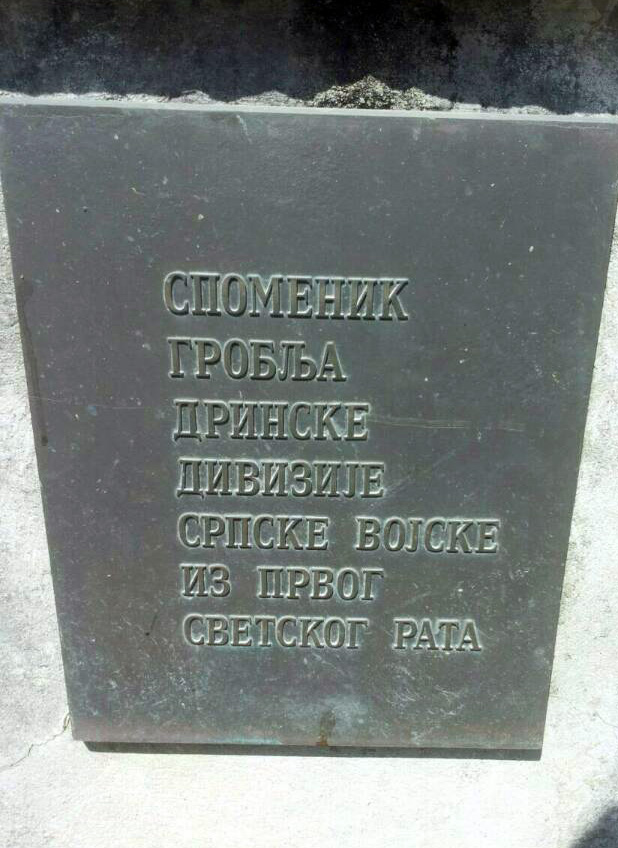 СПОМЕНИК
ГРОБЉА
ДРИНСКЕ
ДИВИЗИЈЕ
СРПСКЕ ВОЈСКЕ
ИЗ ПРВОГ
СВЕТСКОГ РАТА